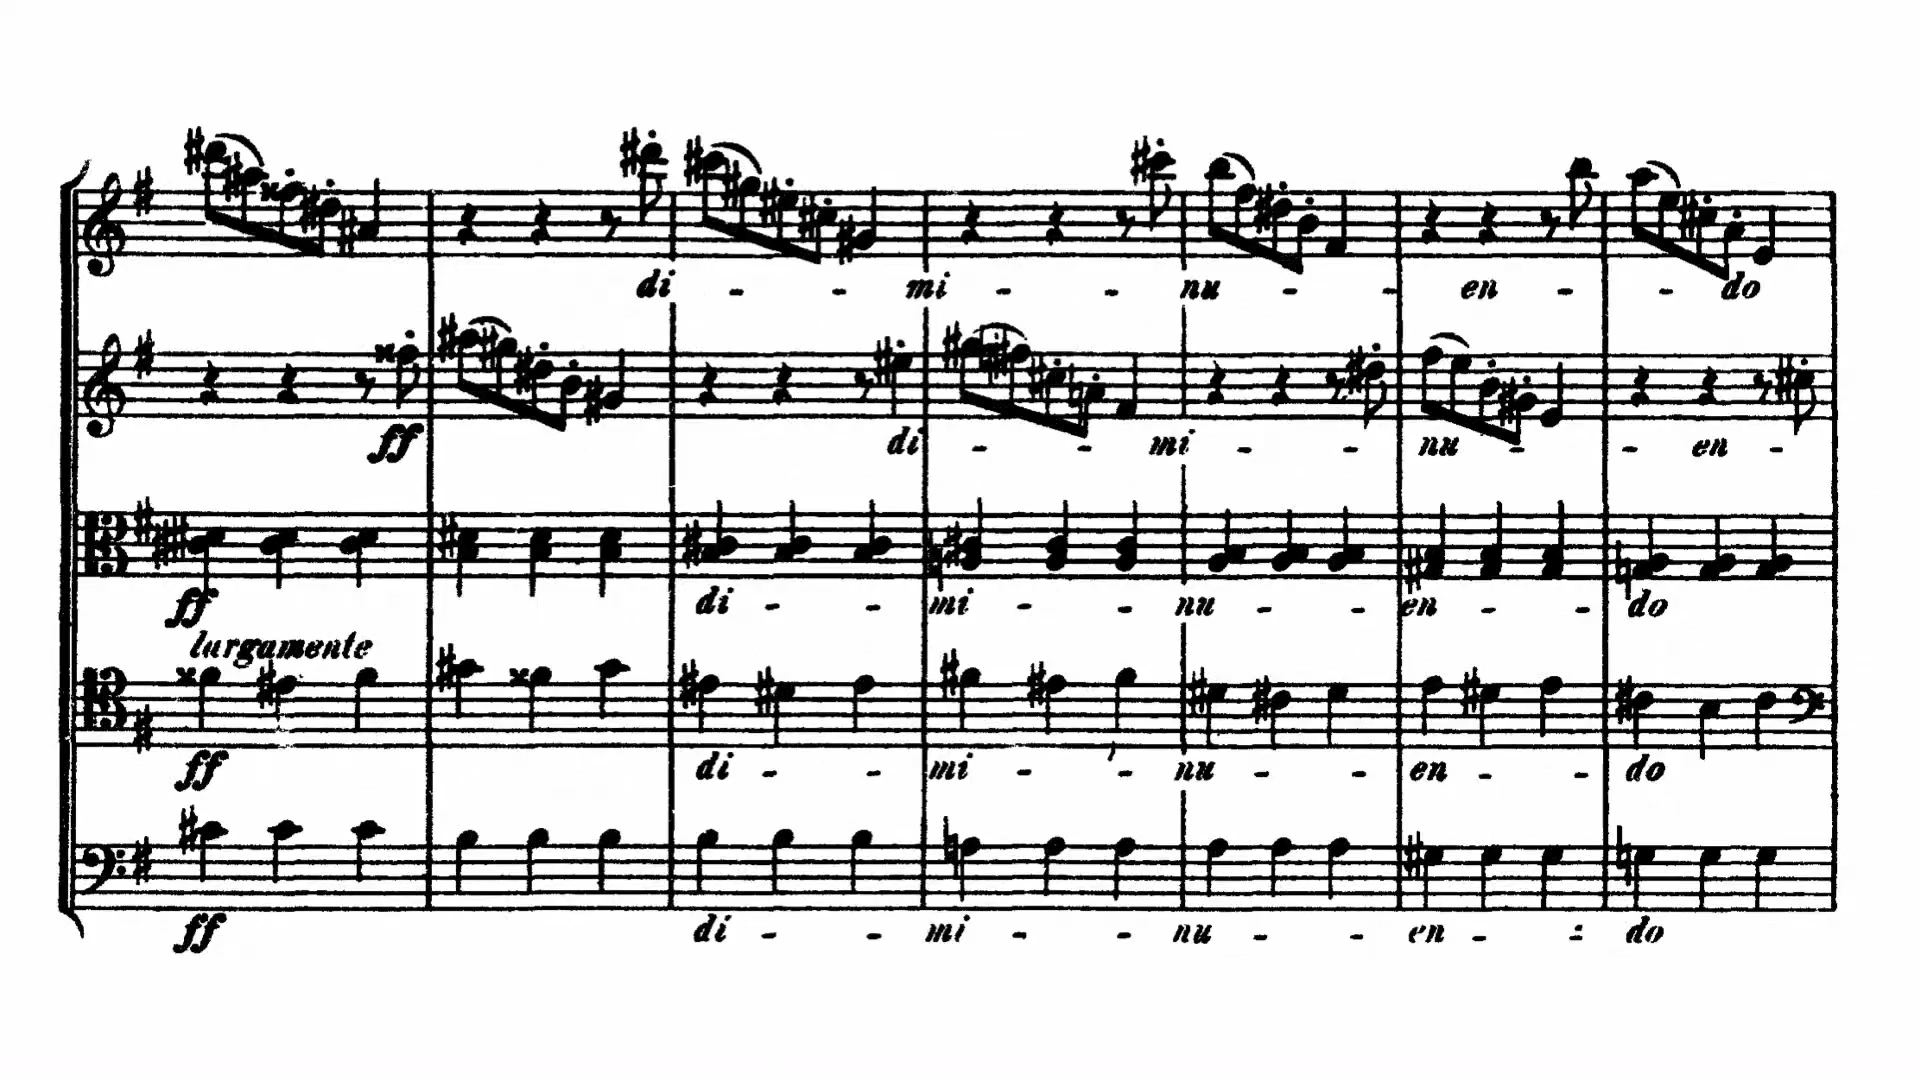 di - - mi - - nu - - en - - do
ff di - - mi - - nu - - en -
ff di - - mi - - nu - - en - - do
largamente
ff di - - mi - - nu - - en - - do
ff di - - mi - - nu - - en - - do